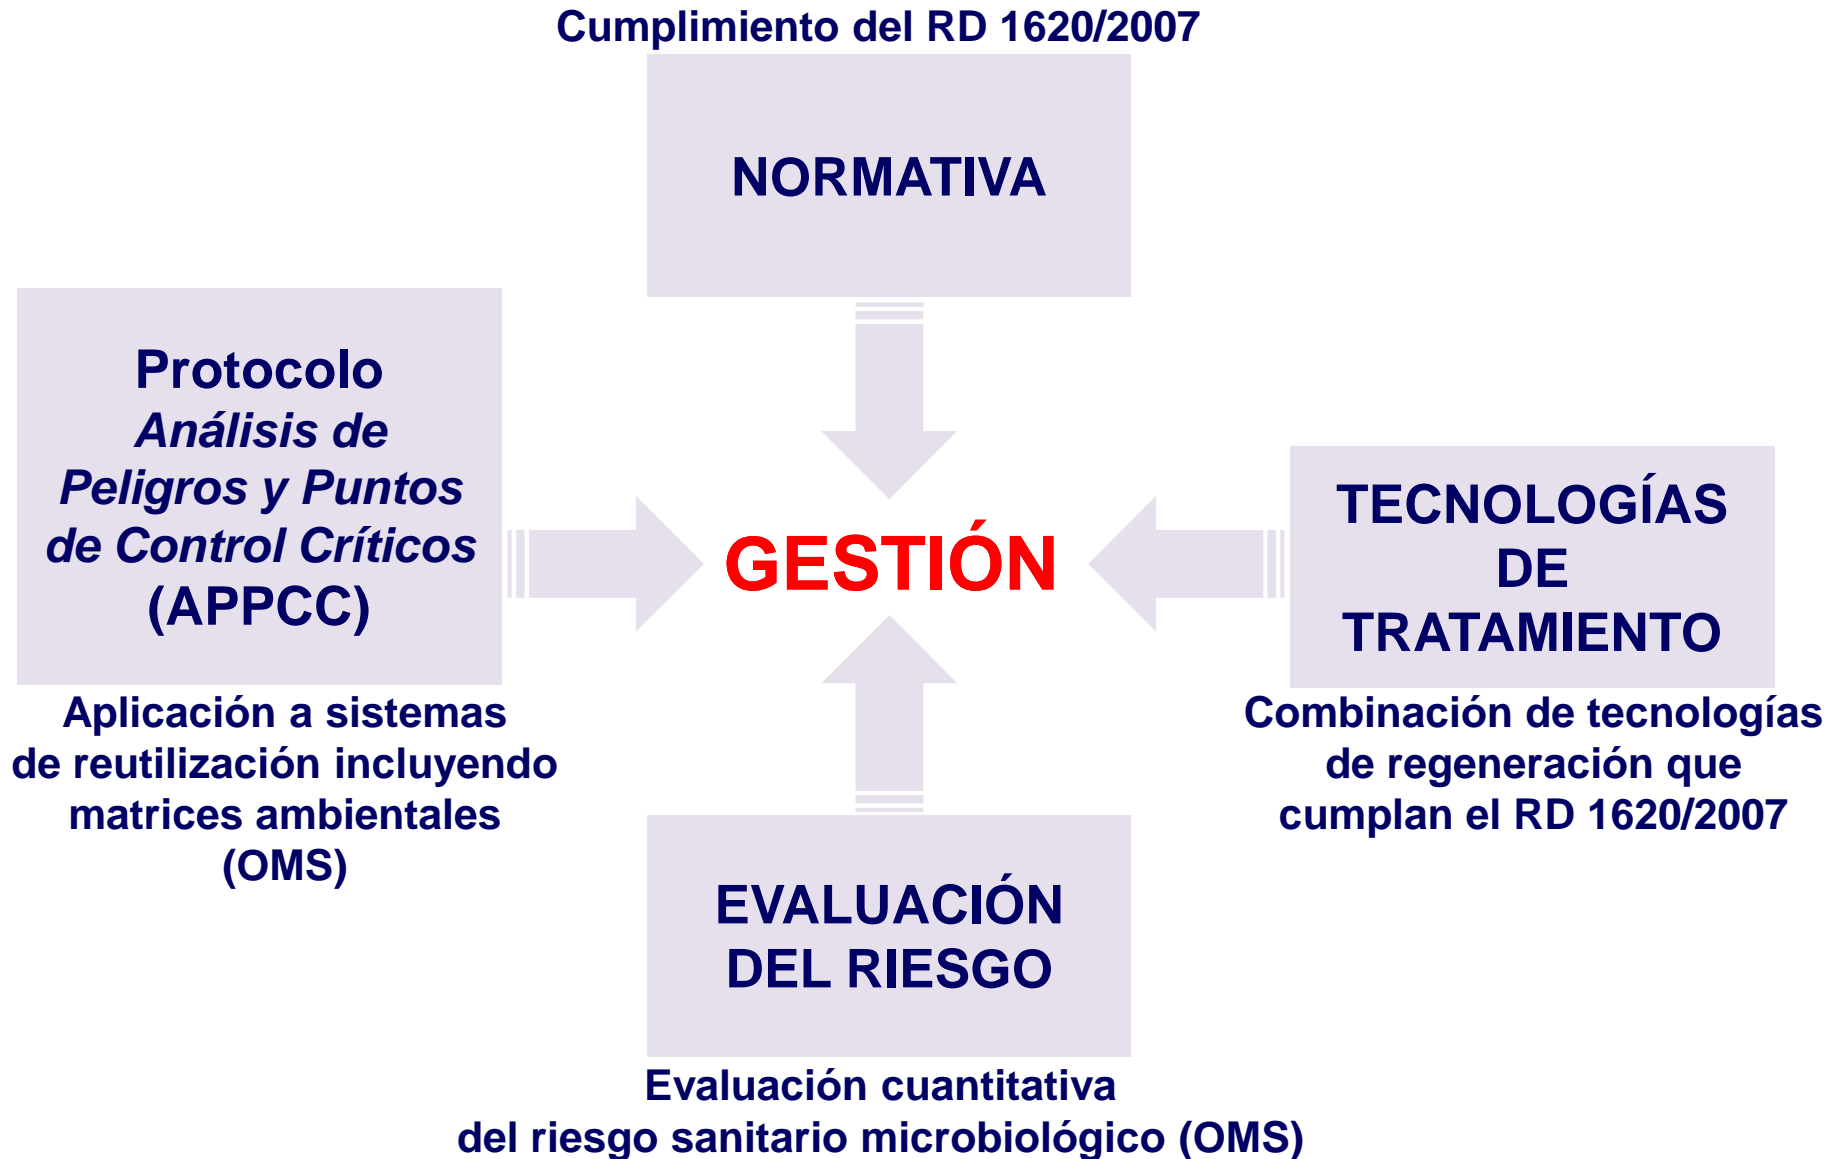 Cumplimiento del RD 1620/2007
NORMATIVA
Protocolo
Análisis de
Peligros y Puntos
de Control Críticos
(APPCC)
Aplicación a sistemas
de reutilización incluyendo
matrices ambientales
(OMS)
GESTIÓN
TECNOLOGÍAS
DE
TRATAMIENTO
Combinación de tecnologías
de regeneración que
cumplan el RD 1620/2007
EVALUACIÓN
DEL RIESGO
Evaluación cuantitativa
del riesgo sanitario microbiológico (OMS)